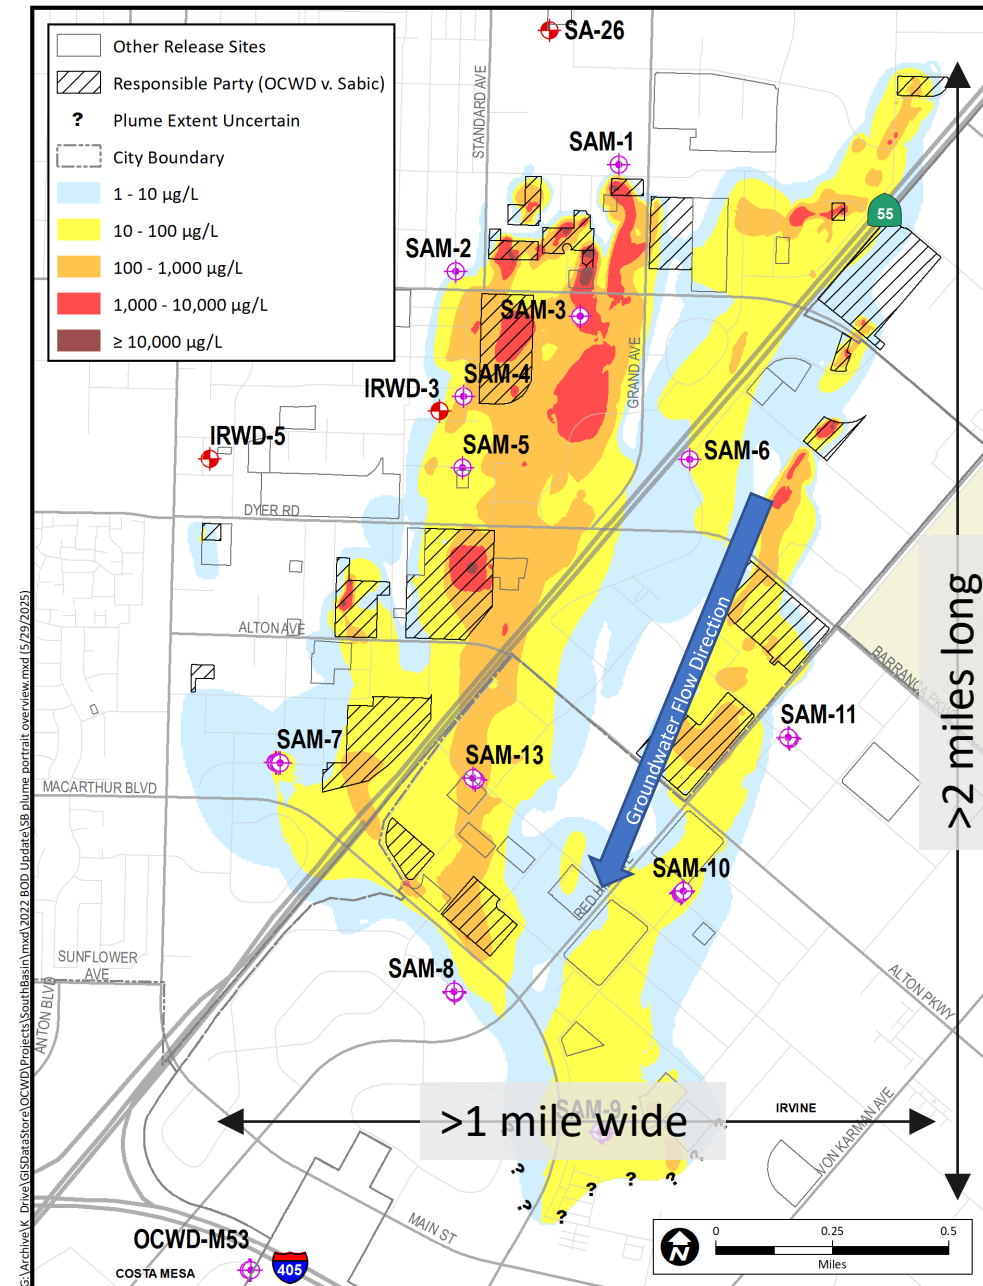 SA-26
Other Release Sites
Responsible Party (OCWD v. Sabic)
? Plume Extent Uncertain
City Boundary
1 - 10 µg/L
10 - 100 µg/L
100 - 1,000 µg/L
1,000 - 10,000 µg/L
≥ 10,000 µg/L
STANDARD AVE
SAM-1
55
SAM-2
SAM-3
GRAND AVE
SAM-4
IRWD-3
IRWD-5
SAM-5
SAM-6
DYER RD
ALTON AVE
Groundwater Flow Direction
>2 miles long
BARRANCA PKWY
SAM-7
SAM-11
SAM-13
MACARTHUR BLVD
SAM-10
RED HILL AVE
SUNFLOWER
AVE
ANTON BLVD
SAM-8
ALTON PKWY
SAM-9
>1 mile wide
IRVINE
VON KARMAN AVE
? ? ? ? ? ? ? ?
MAIN ST
OCWD-M53
COSTA MESA
405
N
0 0.25 0.5
Miles
G:\Archive\K_Drive\GISDataStore\OCWD\Projects\SouthBasin\mxd\2022 BOD Update\SB plume portrait overview.mxd (5/29/2025)